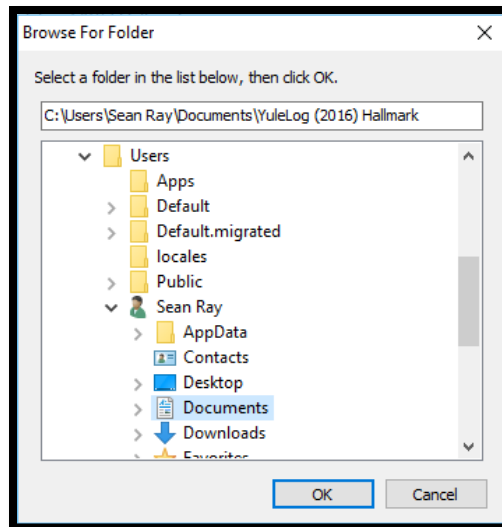 Browse For Folder
Select a folder in the list below, then click OK.
C:\Users\Sean Ray\Documents\YuleLog (2016) Hallmark
Users
Apps
Default
Default.migrated
locales
Public
Sean Ray
AppData
Contacts
Desktop
Documents
Downloads
Favorites
OK Cancel